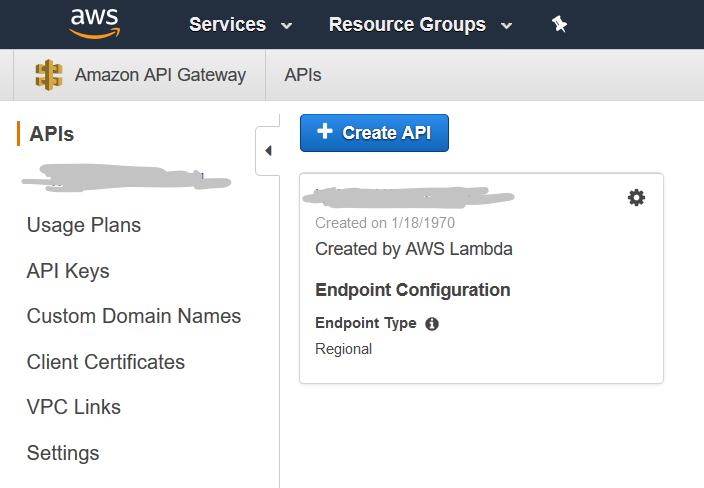 aws
Services
Resource Groups
Amazon API Gateway
APIs
APIs
Usage Plans
API Keys
Custom Domain Names
Client Certificates
VPC Links
Settings
Create API
Created on 1/18/1970
Created by AWS Lambda
Endpoint Configuration
Endpoint Type
Regional